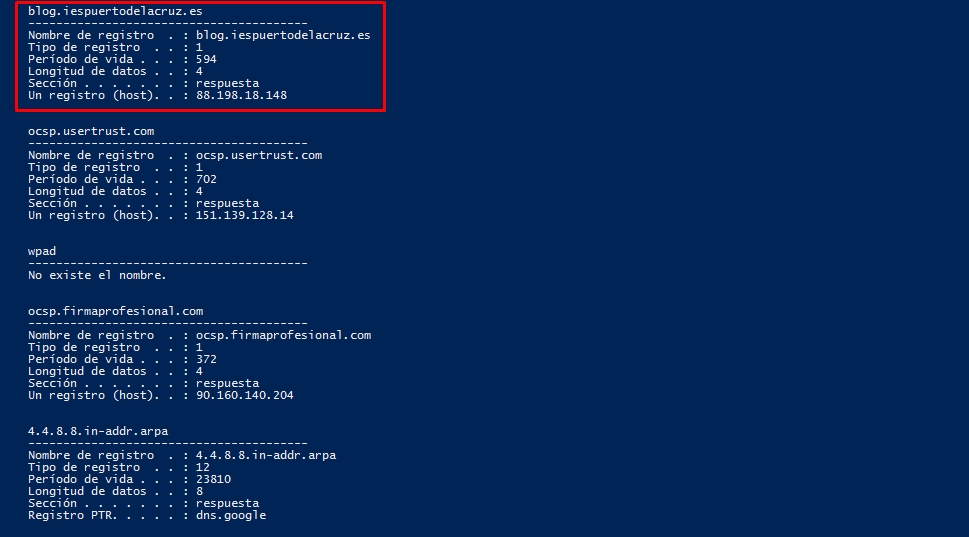 blog.iespuertodelacruz.es
----------------------------------------
Nombre de registro  . : blog.iespuertodelacruz.es
Tipo de registro  . . : 1
Período de vida . . . : 594
Longitud de datos . . : 4
Sección . . . . . . . : respuesta
Un registro (host). . : 88.198.18.148
ocsp.usertrust.com
----------------------------------------
Nombre de registro  . : ocsp.usertrust.com
Tipo de registro  . . : 1
Período de vida . . . : 702
Longitud de datos . . : 4
Sección . . . . . . . : respuesta
Un registro (host). . : 151.139.128.14
wpad
----------------------------------------
No existe el nombre.
ocsp.firmaprofesional.com
----------------------------------------
Nombre de registro  . : ocsp.firmaprofesional.com
Tipo de registro  . . : 1
Período de vida . . . : 372
Longitud de datos . . : 4
Sección . . . . . . . : respuesta
Un registro (host). . : 90.160.140.204
4.4.8.8.in-addr.arpa
----------------------------------------
Nombre de registro  . : 4.4.8.8.in-addr.arpa
Tipo de registro  . . : 12
Período de vida . . . : 23810
Longitud de datos . . : 8
Sección . . . . . . . : respuesta
Registro PTR. . . . . : dns.google